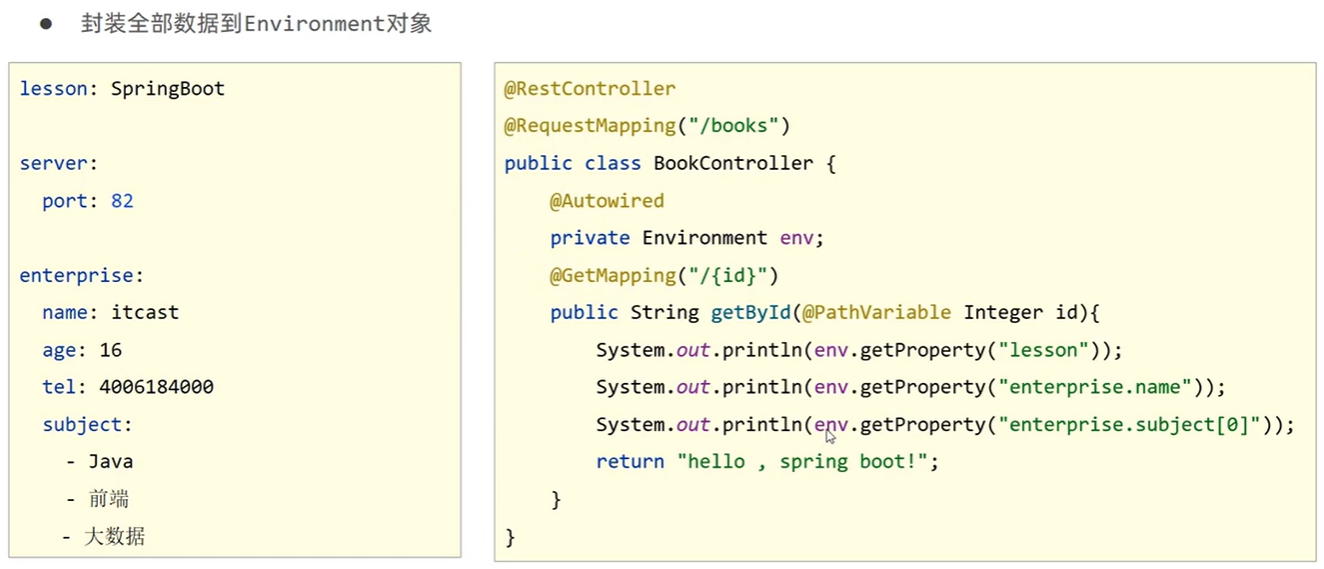 ● 封装全部数据到Environment对象
lesson: SpringBoot
server:
port: 82
enterprise:
name: itcast
age: 16
tel: 4006184000
subject:
- Java
- 前端
- 大数据
@RestController
@RequestMapping("/books")
public class BookController {
@Autowired
private Environment env;
@GetMapping("/{id}")
public String getById(@PathVariable Integer id){
System.out.println(env.getProperty("lesson"));
System.out.println(env.getProperty("enterprise.name"));
System.out.println(env.getProperty("enterprise.subject[0]"));
return "hello , spring boot!";
}
}